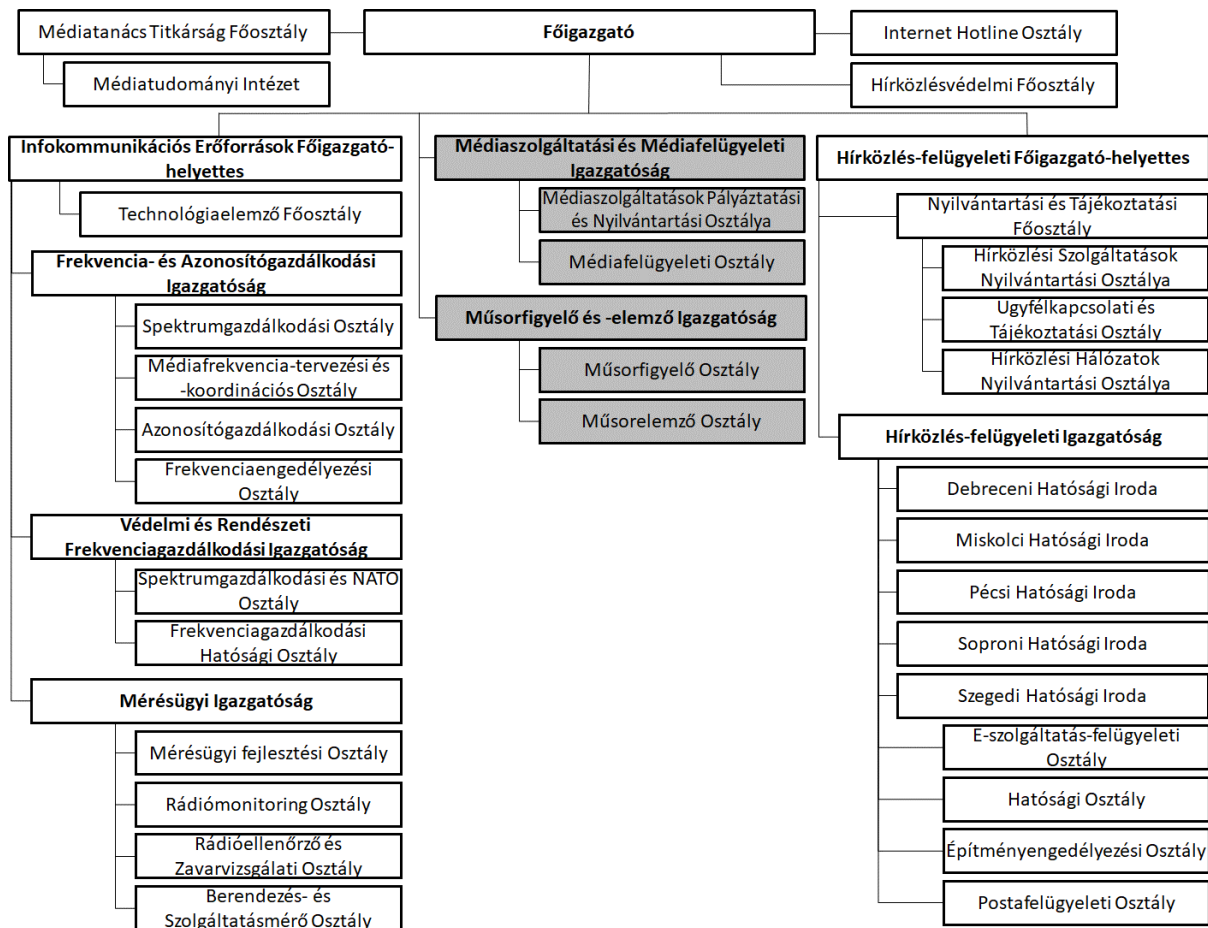 Médiatanács Titkárság Főosztály
Főigazgató
Internet Hotline Osztály
Médiatudományi Intézet
Hírközlésvédelmi Főosztály
Infokommunikációs Erőforrások Főigazgató-
helyettes
Technológiaelemző Főosztály
Frekvencia- és Azonosítógazdálkodási
Igazgatóság
Spektrumgazdálkodási Osztály
Médiafrekvencia-tervezési és
-koordinációs Osztály
Azonosítógazdálkodási Osztály
Frekvenciaengedélyezési
Osztály
Védelmi és Rendészeti
Frekvenciagazdálkodási Igazgatóság
Spektrumgazdálkodási és NATO
Osztály
Frekvenciagazdálkodási
Hatósági Osztály
Mérésügyi Igazgatóság
Mérésügyi fejlesztési Osztály
Rádiómonitoring Osztály
Rádióellenőrző és
Zavarvizsgálati Osztály
Berendezés- és
Szolgáltatásmérő Osztály
Médiaszolgáltatási és Médiafelügyeleti
Igazgatóság
Médiaszolgáltatások Pályáztatási
és Nyilvántartási Osztálya
Médiafelügyeleti Osztály
Műsorfigyelő és -elemző Igazgatóság
Műsorfigyelő Osztály
Műsorelemző Osztály
Hírközlés-felügyeleti Főigazgató-helyettes
Nyilvántartási és Tájékoztatási
Főosztály
Hírközlési Szolgáltatások
Nyilvántartási Osztálya
Ugyfélkapcsolati és
Tájékoztatási Osztály
Hírközlési Hálózatok
Nyilvántartási Osztálya
Hírközlés-felügyeleti Igazgatóság
Debreceni Hatósági Iroda
Miskolci Hatósági Iroda
Pécsi Hatósági Iroda
Soproni Hatósági Iroda
Szegedi Hatósági Iroda
E-szolgáltatás-felügyeleti
Osztály
Hatósági Osztály
Építményengedélyezési Osztály
Postafelügyeleti Osztály